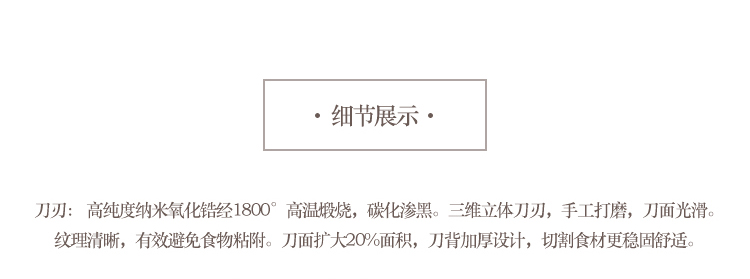 ·细节展示·
刀刃：高纯度纳米氧化锆经1800°高温煅烧，碳化渗黑。三维立体刀刃，手工打磨，刀面光滑。
纹理清晰，有效避免食物粘附。刀面扩大20%面积，刀背加厚设计，切割食材更稳固舒适。